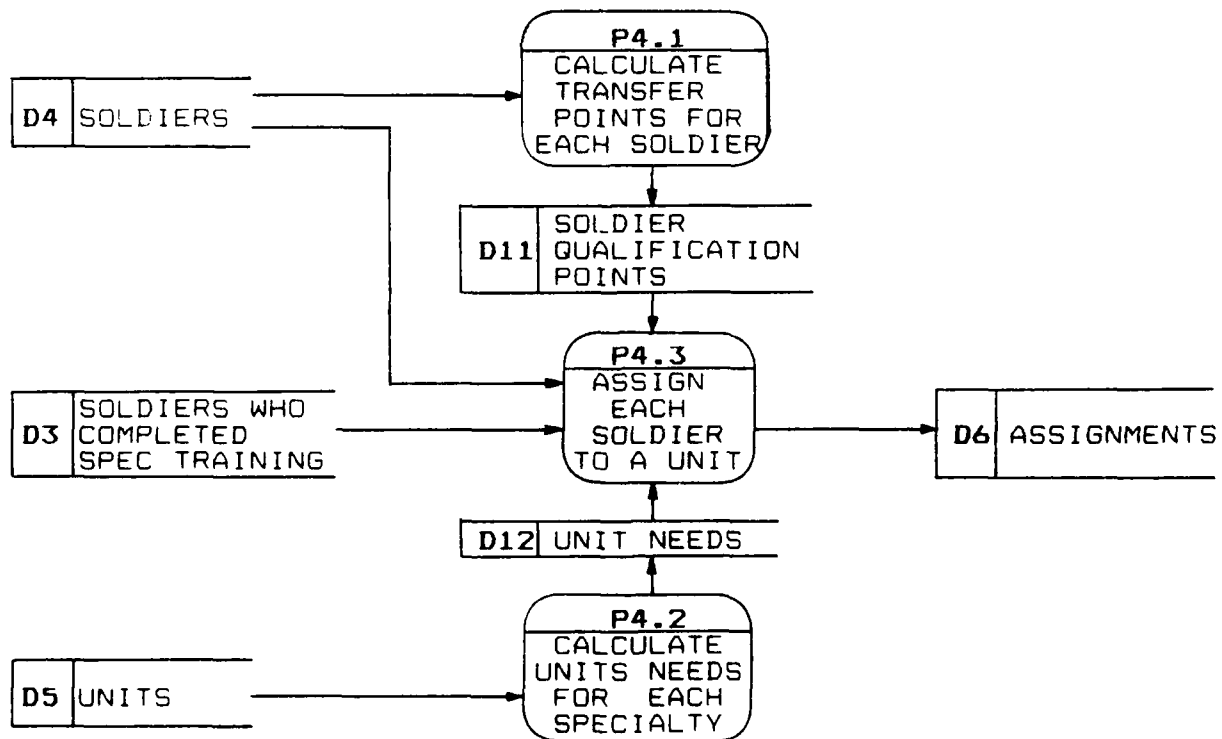 P4.1
CALCULATE
TRANSFER
POINTS FOR
EACH SOLDIER
D4 SOLDIERS
D11
SOLDIER
QUALIFICATION
POINTS
P4.3
ASSIGN
EACH
SOLDIER
TO A UNIT
D3
SOLDIERS WHO
COMPLETED
SPEC TRAINING
D6 ASSIGNMENTS
D12 UNIT NEEDS
P4.2
CALCULATE
UNITS NEEDS
FOR EACH
SPECIALTY
D5 UNITS